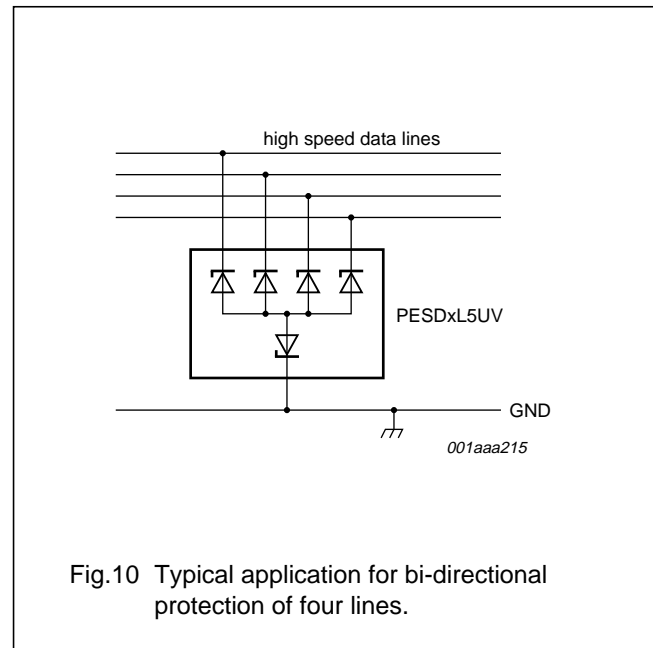 high speed data lines
PESDxL5UV
GND
001aaa215
Fig.10 Typical application for bi-directional
protection of four lines.